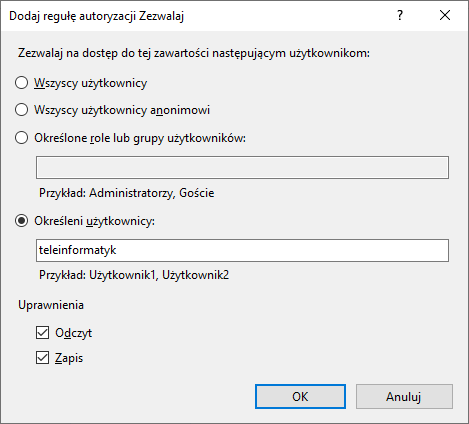 Dodaj regułę autoryzacji Zezwalaj
Zezwalaj na dostęp do tej zawartości następującym użytkownikom:
Wszyscy użytkownicy
Wszyscy użytkownicy anonimowi
Określone role lub grupy użytkowników:
Przykład: Administratorzy, Goście
Określeni użytkownicy:
teleinformatyk
Przykład: Użytkownik1, Użytkownik2
Uprawnienia
Odczyt
Zapis
OK Anuluj